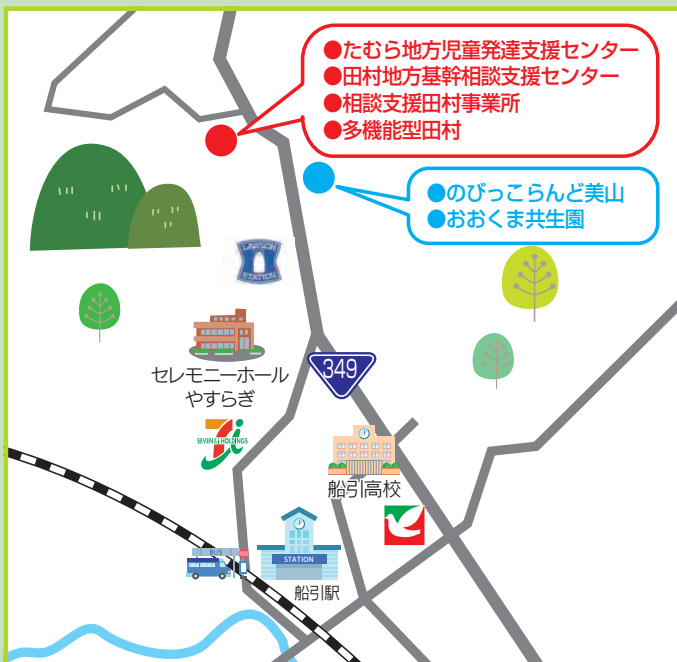 ●たむら地方児童発達支援センター
●田村地方基幹相談支援センター
●相談支援田村事業所
●多機能型田村
●のびっこらんど美山
●おおくま共生園
LAWSON
STATION
セレモニーホール
やすらぎ
349
SEVEN & i HOLDINGS
船引高校
BUS
STATION
船引駅